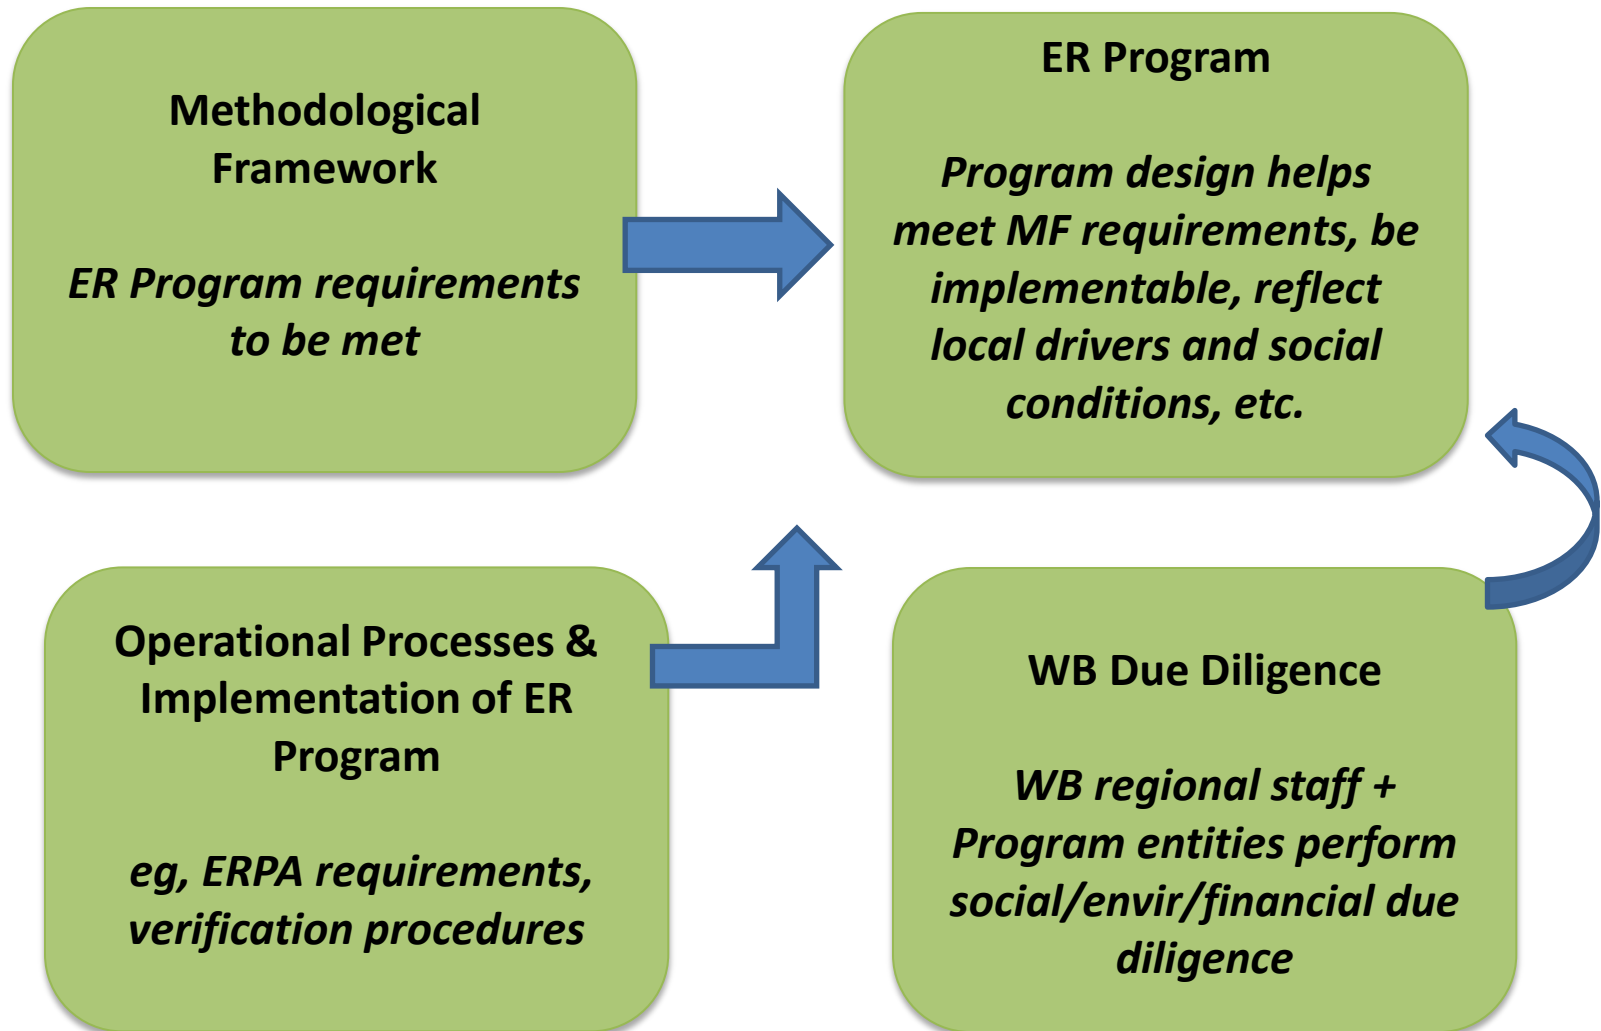 Methodological
Framework
ER Program requirements
to be met
ER Program
Program design helps
meet MF requirements, be
implementable, reflect
local drivers and social
conditions, etc.
Operational Processes &
Implementation of ER
Program
eg, ERPA requirements,
verification procedures
WB Due Diligence
WB regional staff +
Program entities perform
social/envir/financial due
diligence